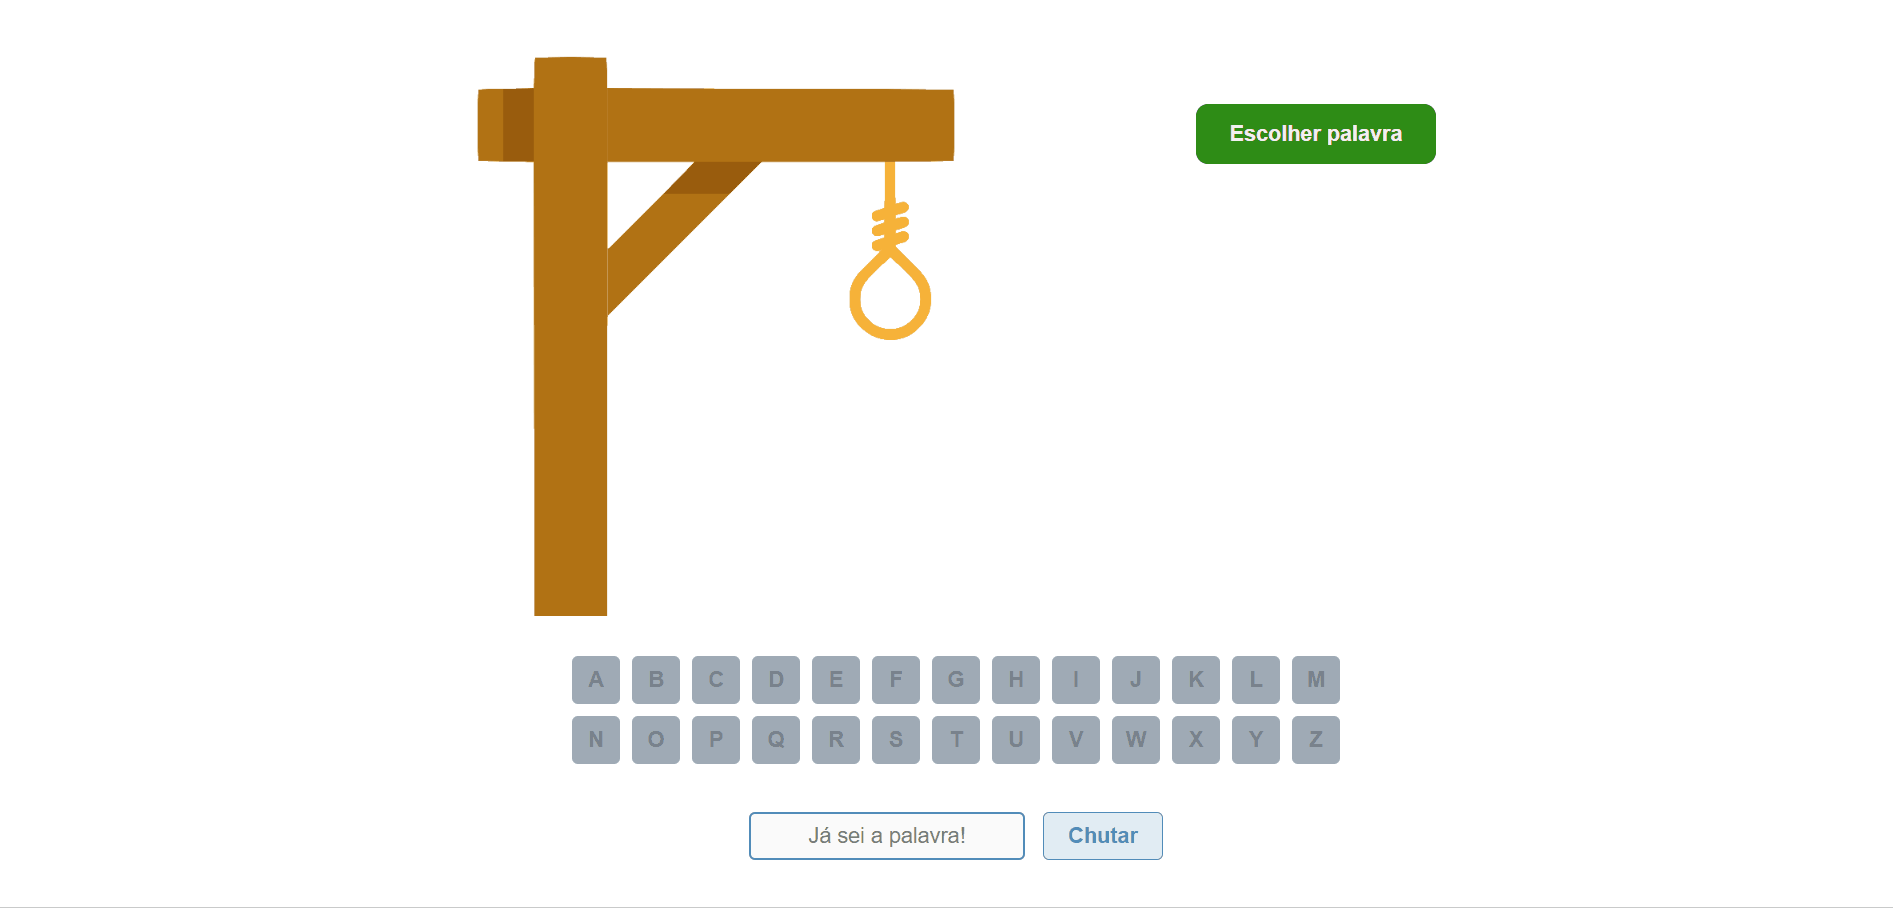 Escolher palavra
A B C D E F G H I J K L M
N O P Q R S T U V W X Y Z
Já sei a palavra! Chutar